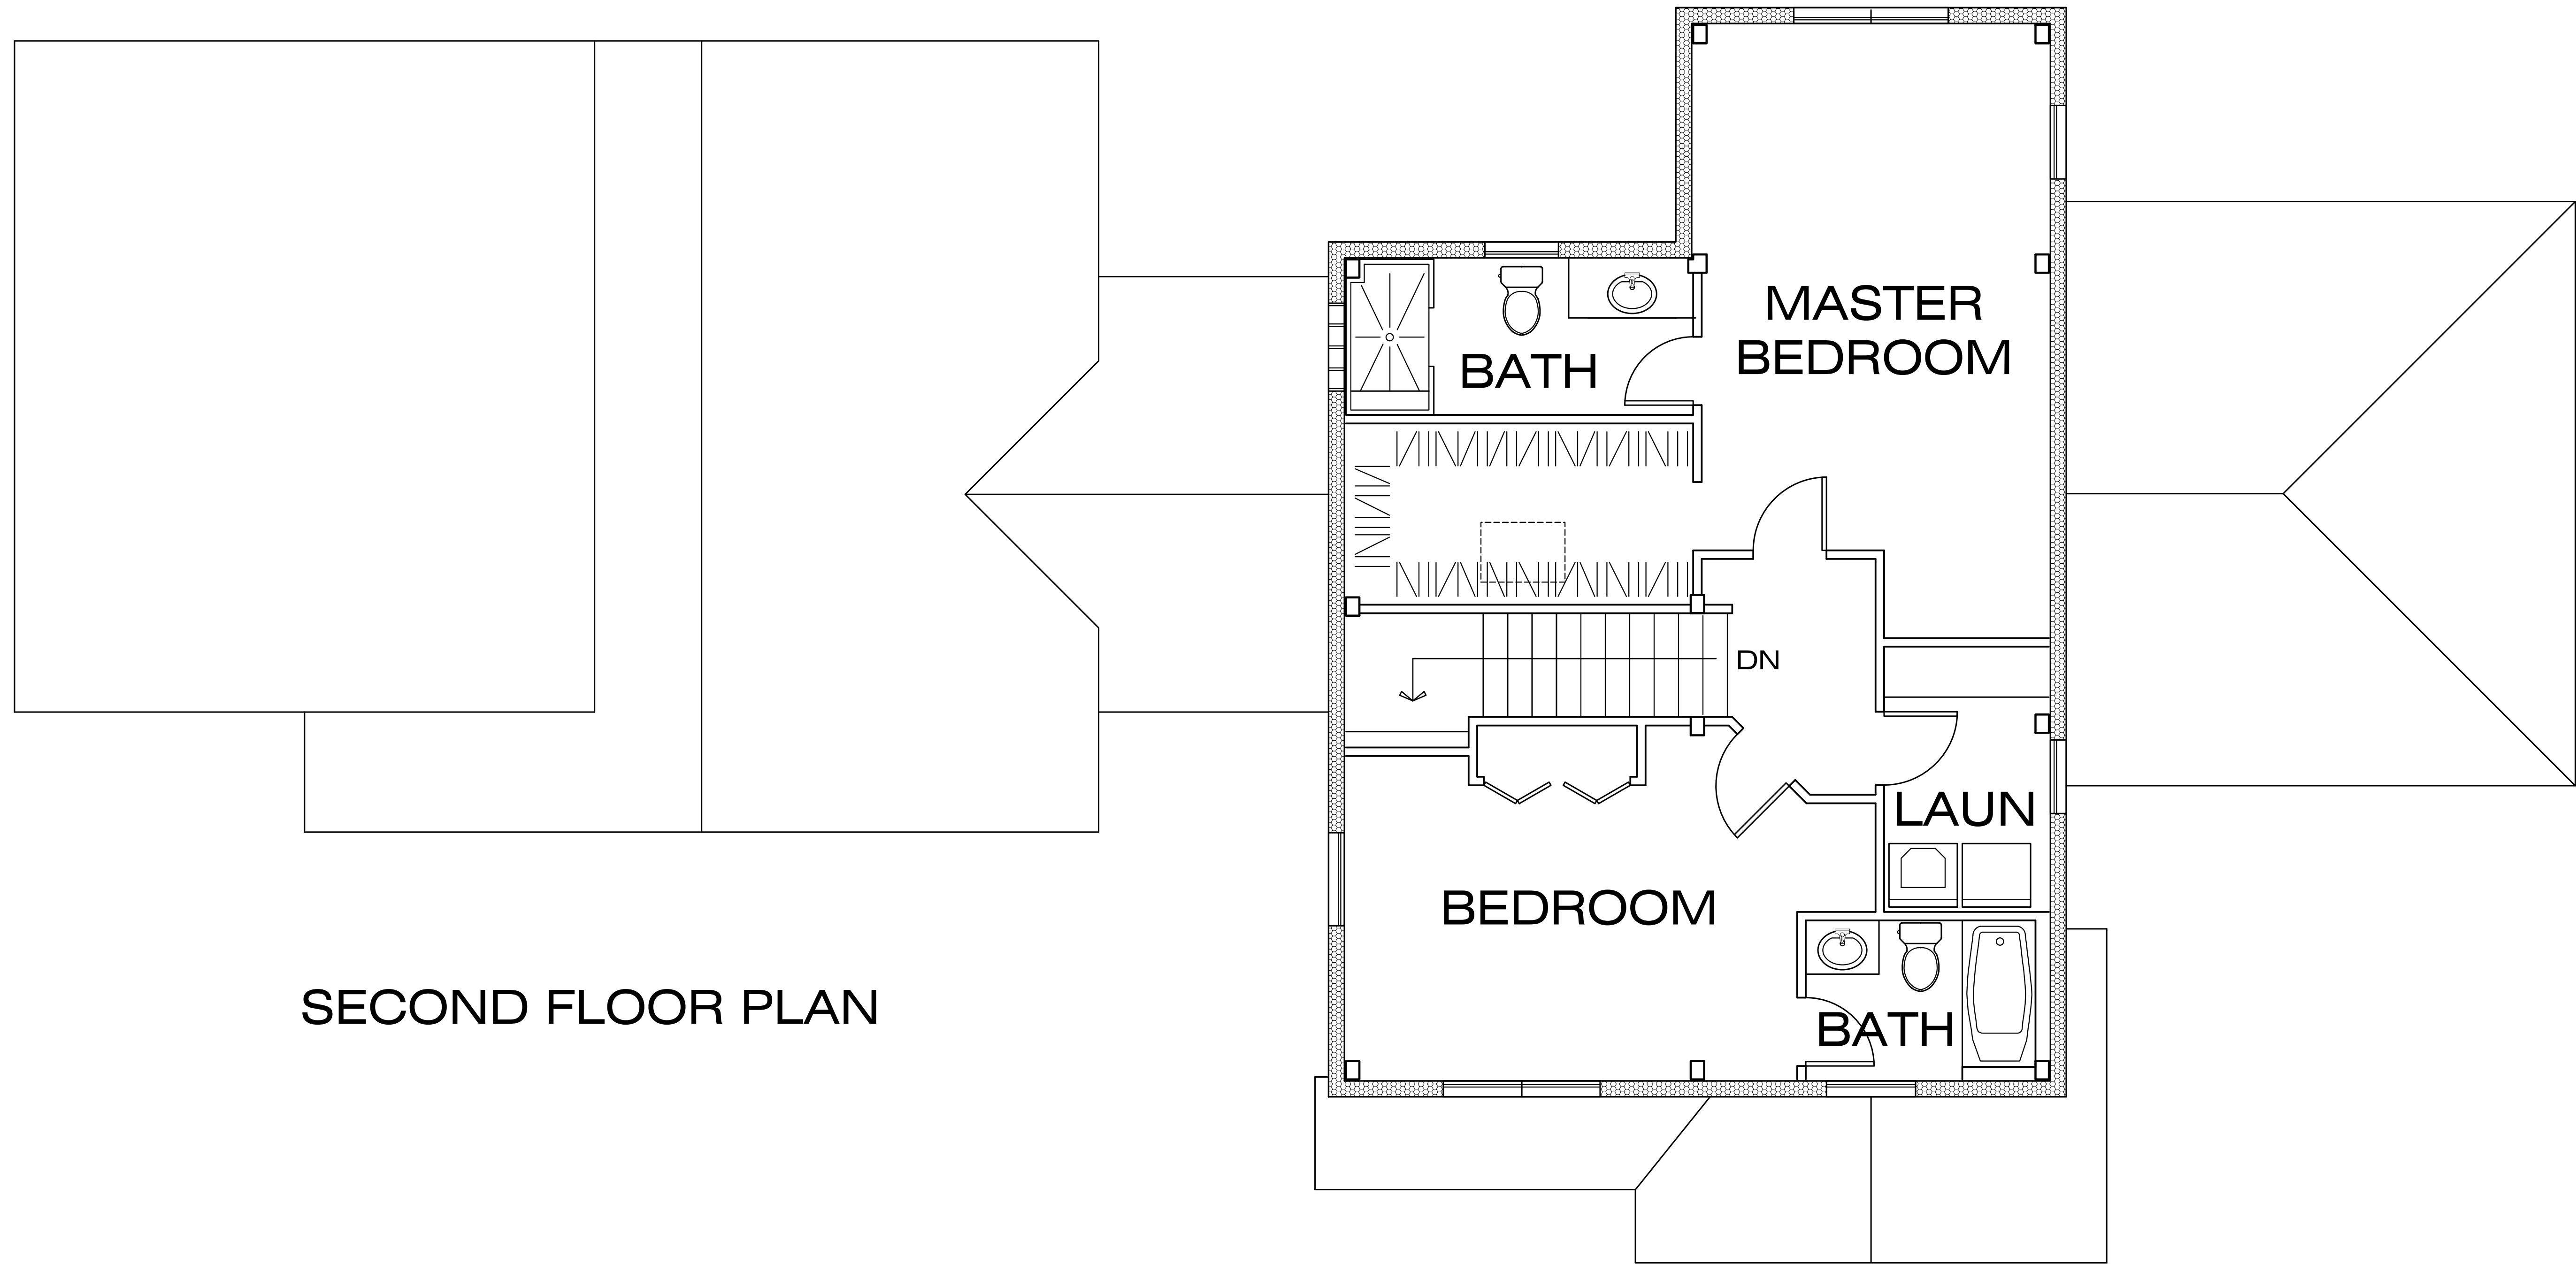 MASTER
BEDROOM
BATH
DN
LAUN
BEDROOM
SECOND FLOOR PLAN
BATH